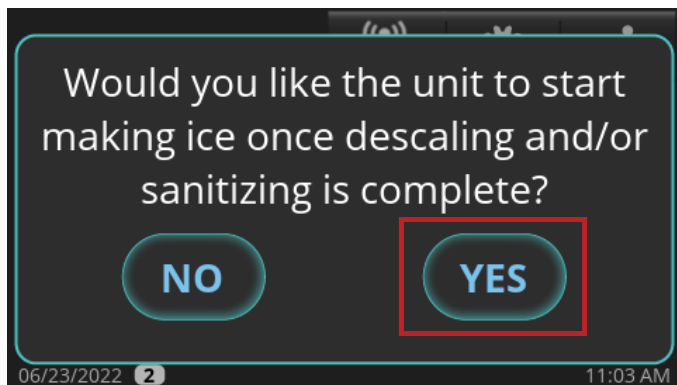 Would you like the unit to start
making ice once descaling and/or
sanitizing is complete?
NO YES
06/23/2022 2 11:03 AM